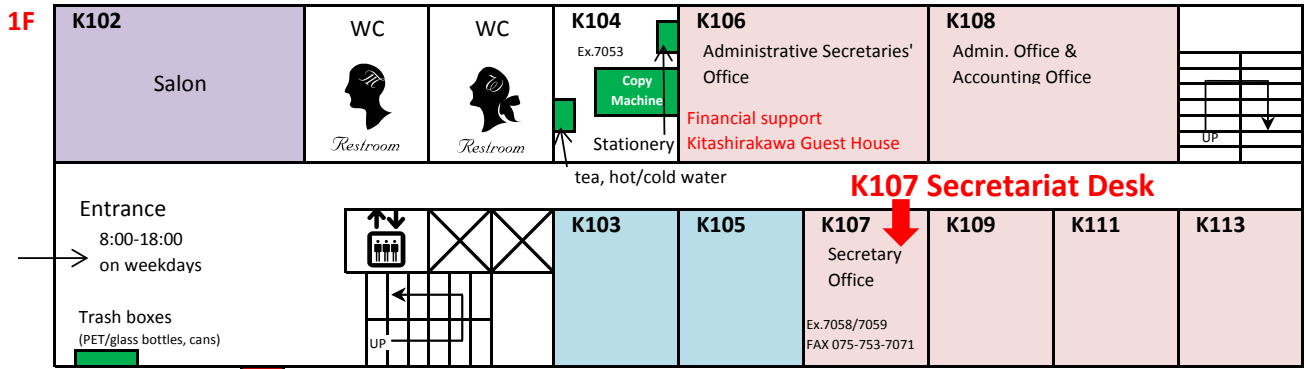 1F
K102
Salon
WC
M
Restroom
WC
W
Restroom
K104
Ex.7053
Copy
Machine
Stationery
tea, hot/cold water
K106
Administrative Secretaries'
Office
Financial support
Kitashirakawa Guest House
K108
Admin. Office &
Accounting Office
UP
K107 Secretariat Desk
Entrance
8:00-18:00
on weekdays
Trash boxes
(PET/glass bottles, cans)
UP
K103
K105
K107
Secretary
Office
Ex.7058/7059
FAX 075-753-7071
K109
K111
K113